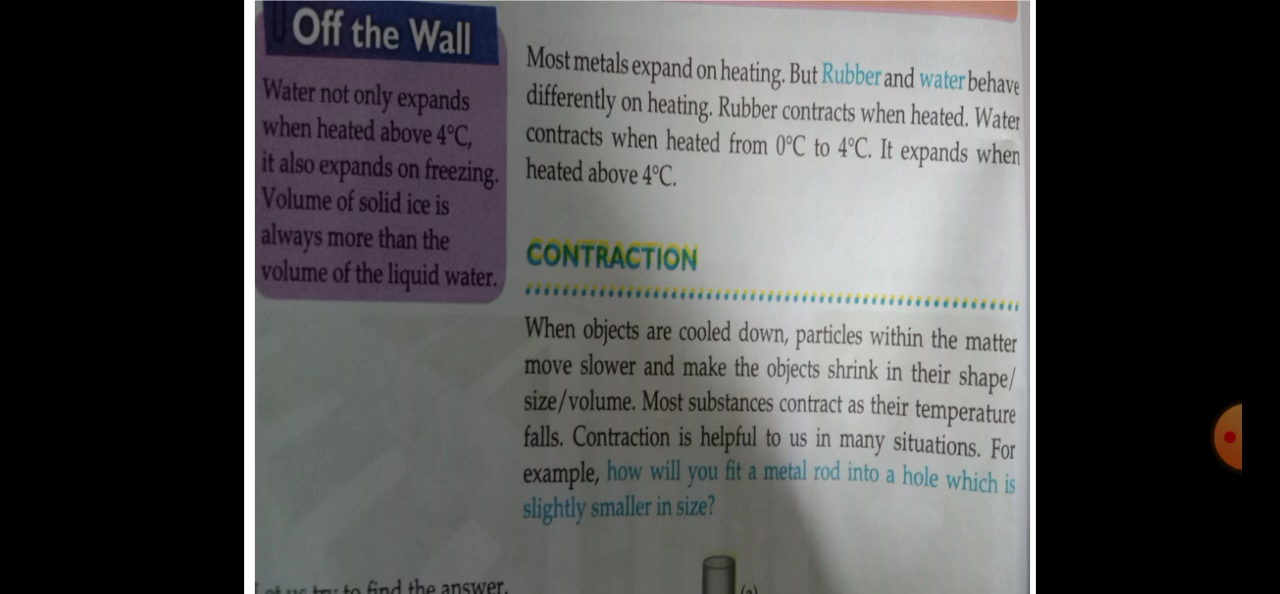 Off the Wall
Water not only expands
when heated above 4°C,
it also expands on freezing.
Volume of solid ice is
always more than the
volume of the liquid water.
Most metals expand on heating. But Rubber and water behave
differently on heating. Rubber contracts when heated. Water
contracts when heated from 0°C to 4°C. It expands when
heated above 4°C.
CONTRACTION
When objects are cooled down, particles within the matter
move slower and make the objects shrink in their shape/
size/volume. Most substances contract as their temperature
falls. Contraction is helpful to us in many situations. For
example, how will you fit a metal rod into a hole which is
slightly smaller in size?
Let us try to find the answer.
(a)